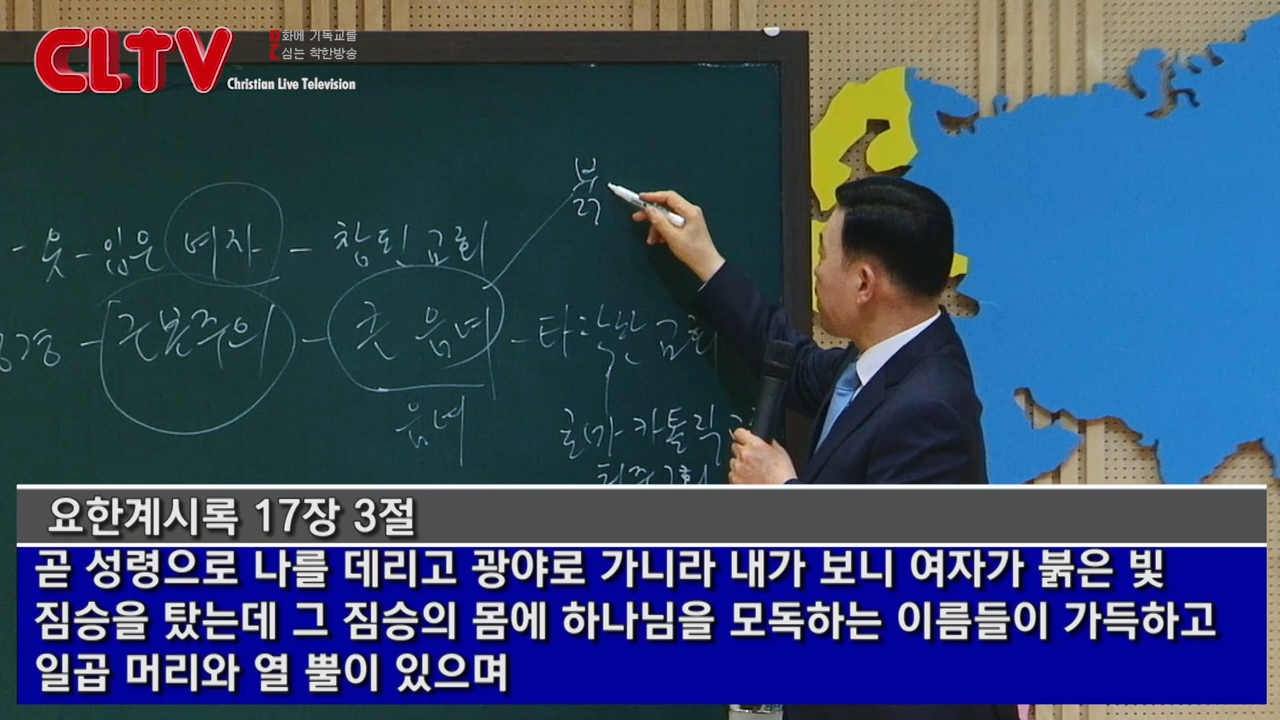 CLTV
문화에 기독교를
심는 착한방송
Christian Live Television
붉
- 옷 - 입은 여자 - 참된 교회
근본주의 - 큰 음녀 - 타락한 교회
음녀
로마 카톨릭
요한계시록 17장 3절
곧 성령으로 나를 데리고 광야로 가니라 내가 보니 여자가 붉은 빛
짐승을 탔는데 그 짐승의 몸에 하나님을 모독하는 이름들이 가득하고
일곱 머리와 열 뿔이 있으며